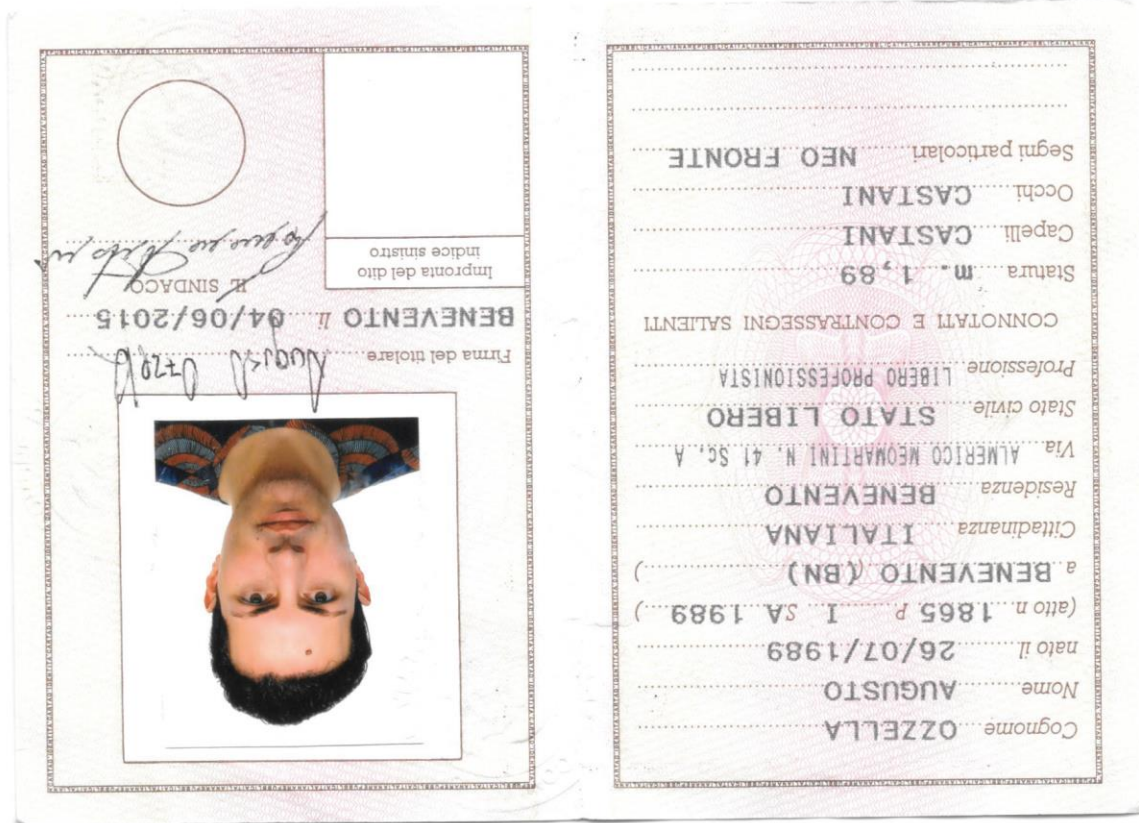 Cognome OZZELLA
Nome AUGUSTO
nato il 26/07/1989
(atto n 1865 P I SA 1989)
a BENEVENTO (BN) ()
Cittadinanza ITALIANA
Residenza BENEVENTO
Via ALMERICO MEOMARTINI N. 41 Sc. A
Stato civile STATO LIBERO
Professione LIBERO PROFESSIONISTA
CONNOTATI E CONTRASSEGNI SALIENTI
Statura m. 1,89
Capelli CASTANI
Occhi CASTANI
Segni particolari NEO FRONTE
Firma del titolare
BENEVENTO li 04/06/2015
Impronta del dito
indice sinistro
IL SINDACO